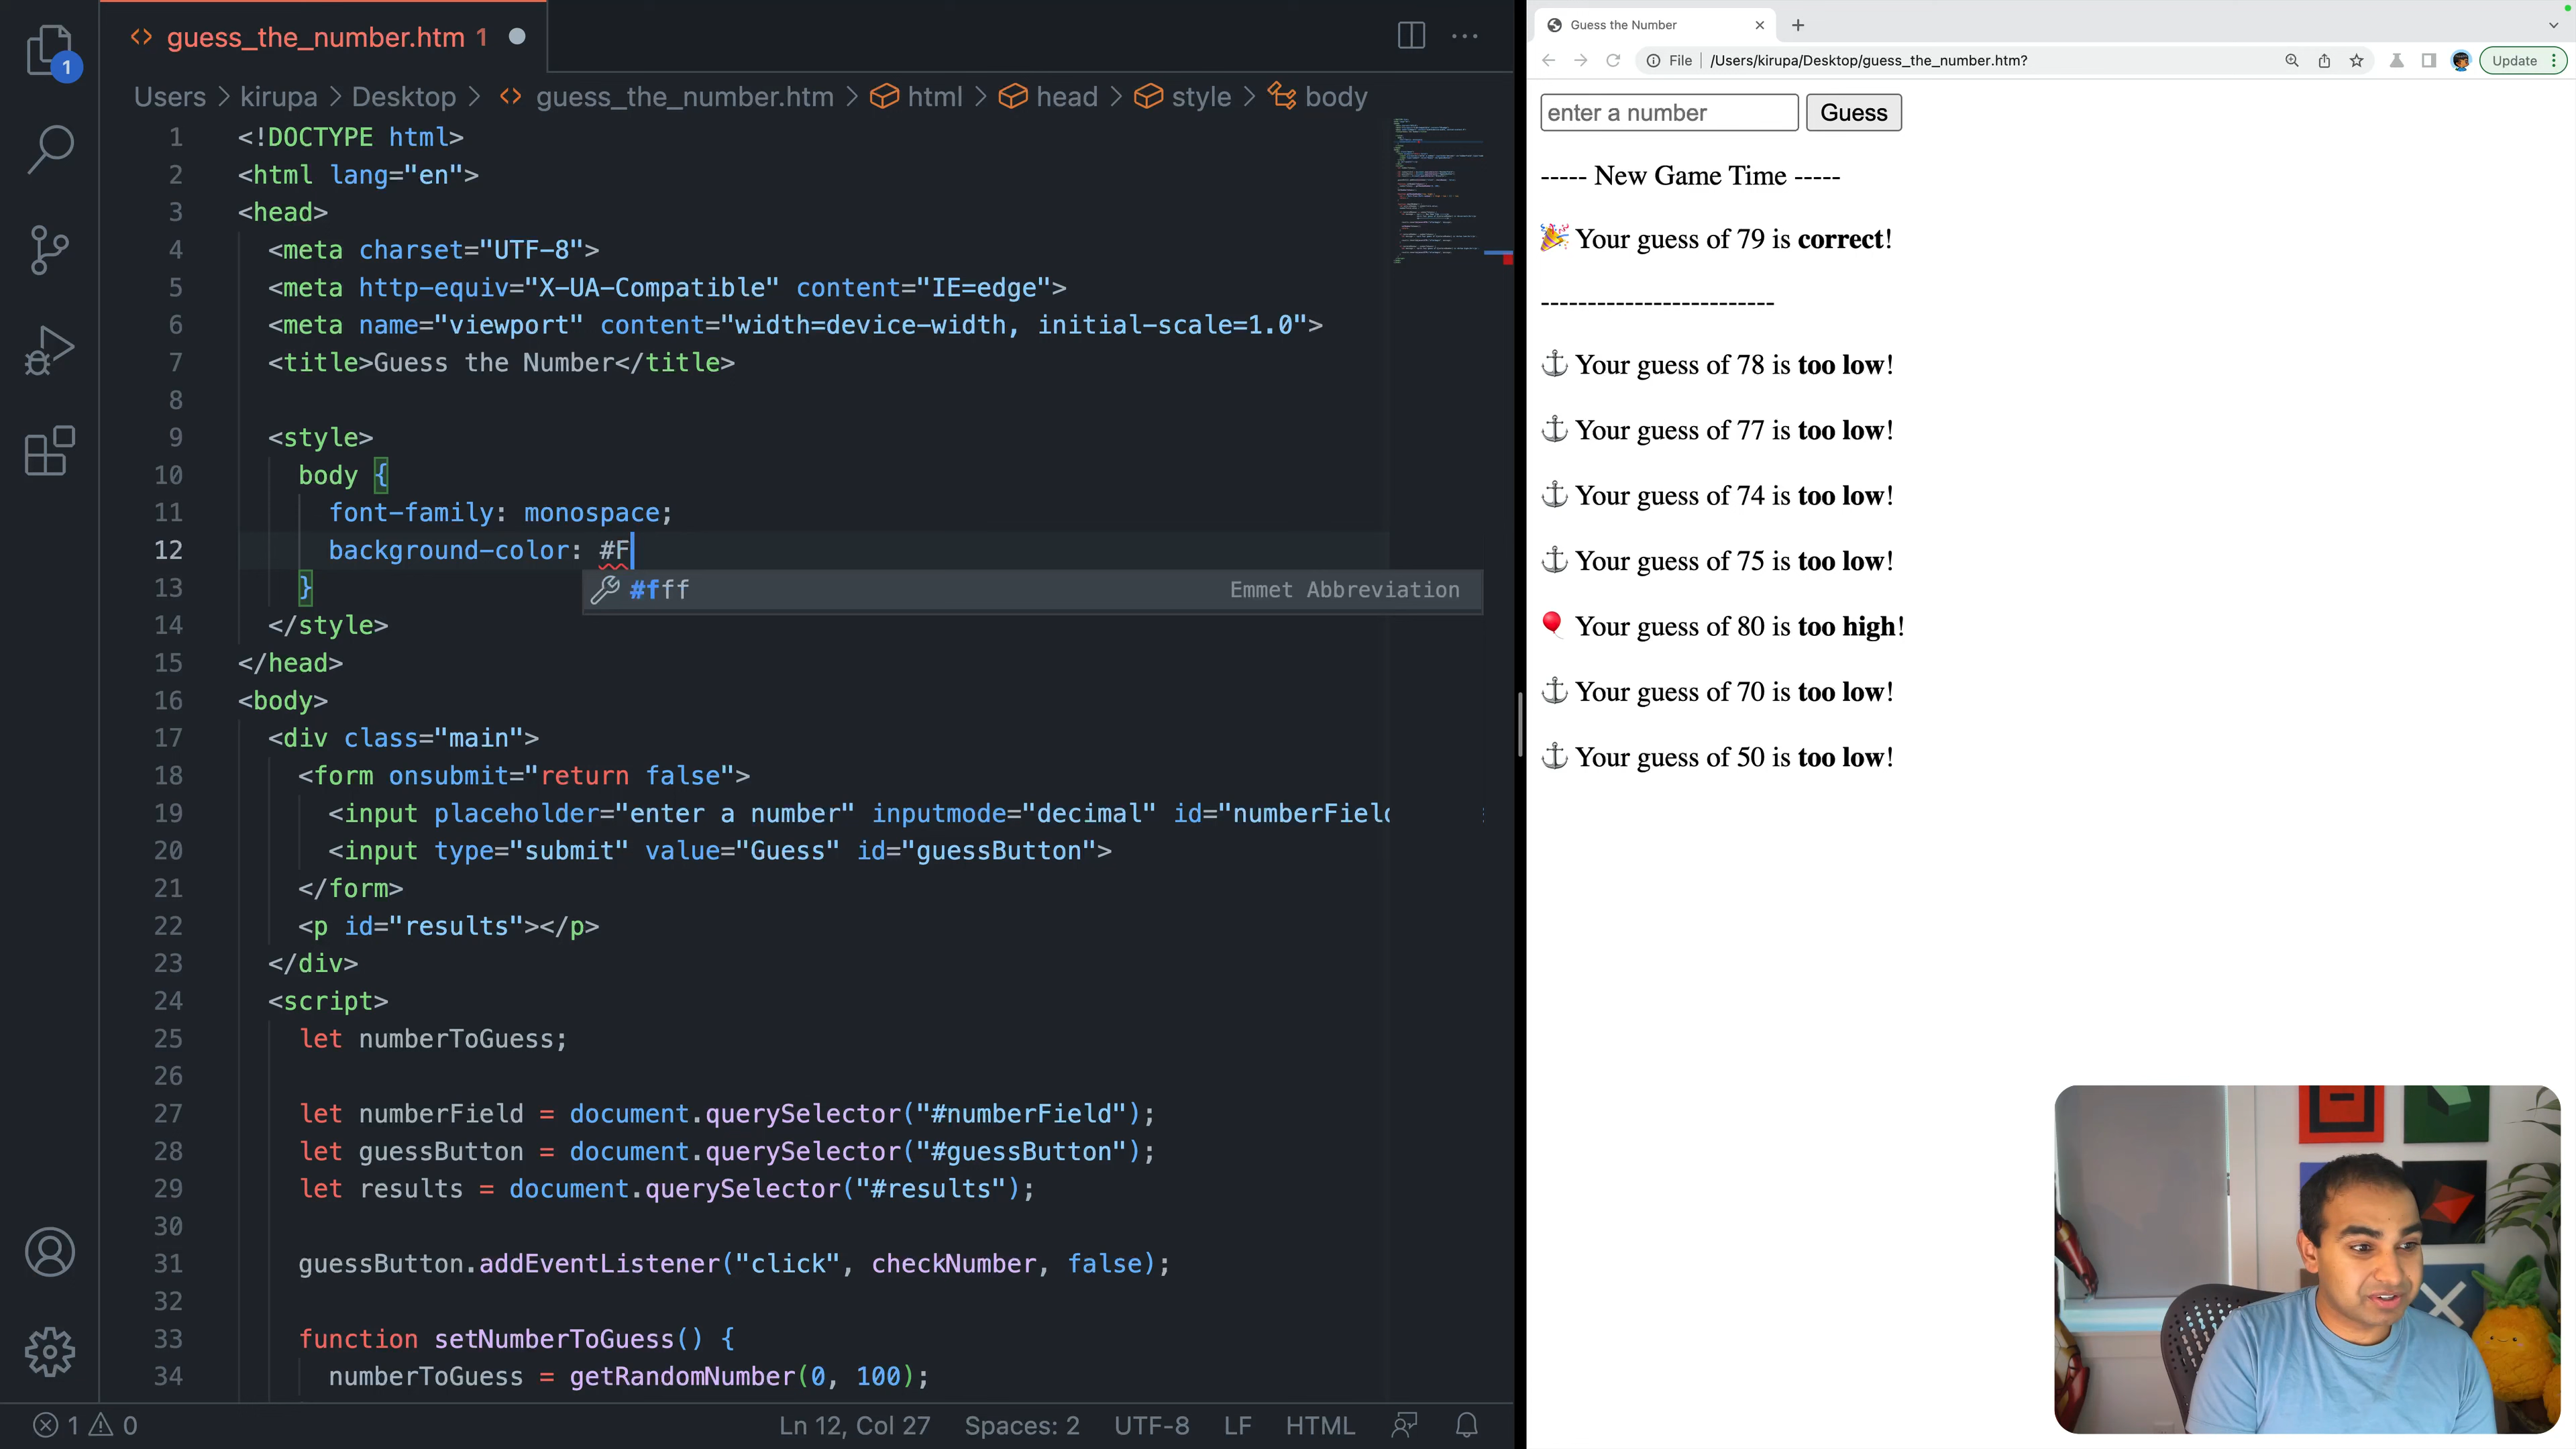 guess_the_number.htm 1
1
Users > kirupa > Desktop > <> guess_the_number.htm > html > head > style > body
1 <!DOCTYPE html>
2 <html lang="en">
3 <head>
4 <meta charset="UTF-8">
5 <meta http-equiv="X-UA-Compatible" content="IE=edge">
6 <meta name="viewport" content="width=device-width, initial-scale=1.0">
7 <title>Guess the Number</title>
8
9 <style>
10 body {
11 font-family: monospace;
12 background-color: #F
#fff Emmet Abbreviation
13 }
14 </style>
15 </head>
16 <body>
17 <div class="main">
18 <form onsubmit="return false">
19 <input placeholder="enter a number" inputmode="decimal" id="numberField
20 <input type="submit" value="Guess" id="guessButton">
21 </form>
22 <p id="results"></p>
23 </div>
24 <script>
25 let numberToGuess;
26
27 let numberField = document.querySelector("#numberField");
28 let guessButton = document.querySelector("#guessButton");
29 let results = document.querySelector("#results");
30
31 guessButton.addEventListener("click", checkNumber, false);
32
33 function setNumberToGuess() {
34 numberToGuess = getRandomNumber(0, 100);
1 0
Ln 12, Col 27 Spaces: 2 UTF-8 LF HTML
Guess the Number
File /Users/kirupa/Desktop/guess_the_number.htm? Update
enter a number Guess
----- New Game Time -----
🎉 Your guess of 79 is correct!
-------------------------
⚓ Your guess of 78 is too low!
⚓ Your guess of 77 is too low!
⚓ Your guess of 74 is too low!
⚓ Your guess of 75 is too low!
🎈 Your guess of 80 is too high!
⚓ Your guess of 70 is too low!
⚓ Your guess of 50 is too low!